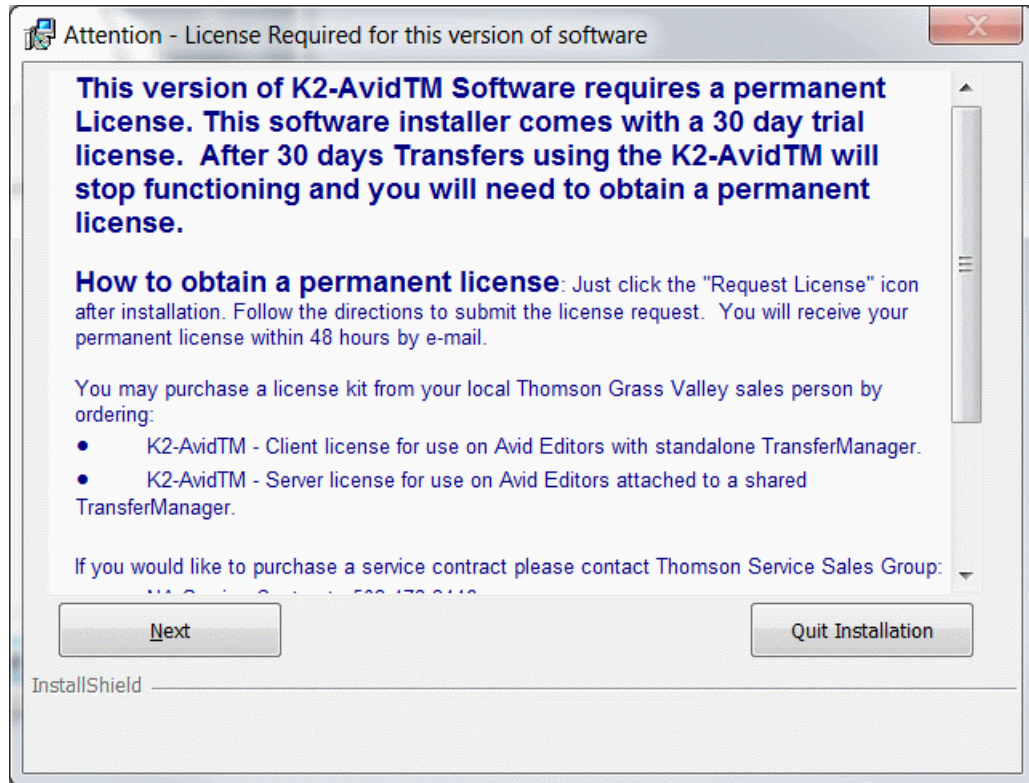 Attention - License Required for this version of software
This version of K2-AvidTM Software requires a permanent
License. This software installer comes with a 30 day trial
license.  After 30 days Transfers using the K2-AvidTM will
stop functioning and you will need to obtain a permanent
license.
How to obtain a permanent license: Just click the "Request License" icon
after installation. Follow the directions to submit the license request.  You will receive your
permanent license within 48 hours by e-mail.
You may purchase a license kit from your local Thomson Grass Valley sales person by
ordering:
● K2-AvidTM - Client license for use on Avid Editors with standalone TransferManager.
● K2-AvidTM - Server license for use on Avid Editors attached to a shared
TransferManager.
If you would like to purchase a service contract please contact Thomson Service Sales Group:
Next
Quit Installation
InstallShield